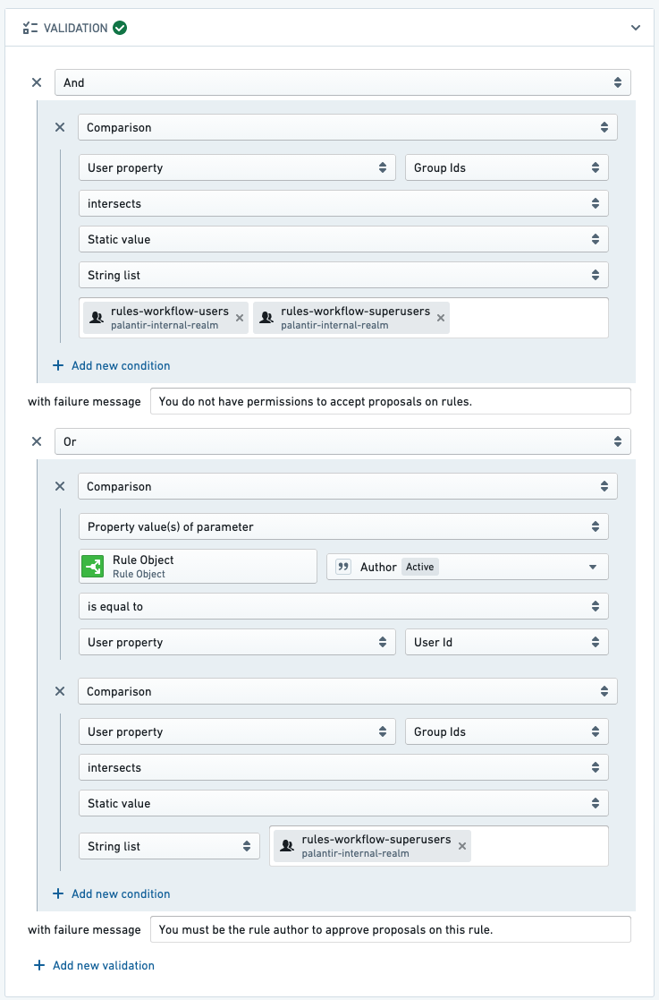 VALIDATION
And
Comparison
User property
Group Ids
intersects
Static value
String list
rules-workflow-users
palantir-internal-realm
rules-workflow-superusers
palantir-internal-realm
Add new condition
with failure message
You do not have permissions to accept proposals on rules.
Or
Comparison
Property value(s) of parameter
Rule Object
Rule Object
Author Active
is equal to
User property
User Id
Comparison
User property
Group Ids
intersects
Static value
String list
rules-workflow-superusers
palantir-internal-realm
Add new condition
with failure message
You must be the rule author to approve proposals on this rule.
Add new validation